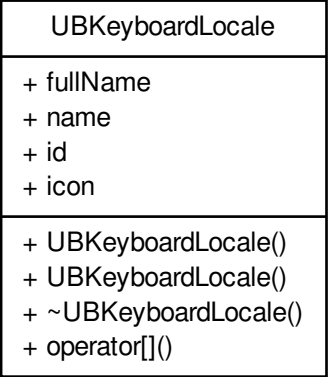 UBKeyboardLocale
+ fullName
+ name
+ id
+ icon
+ UBKeyboardLocale()
+ UBKeyboardLocale()
+ ~UBKeyboardLocale()
+ operator[]()